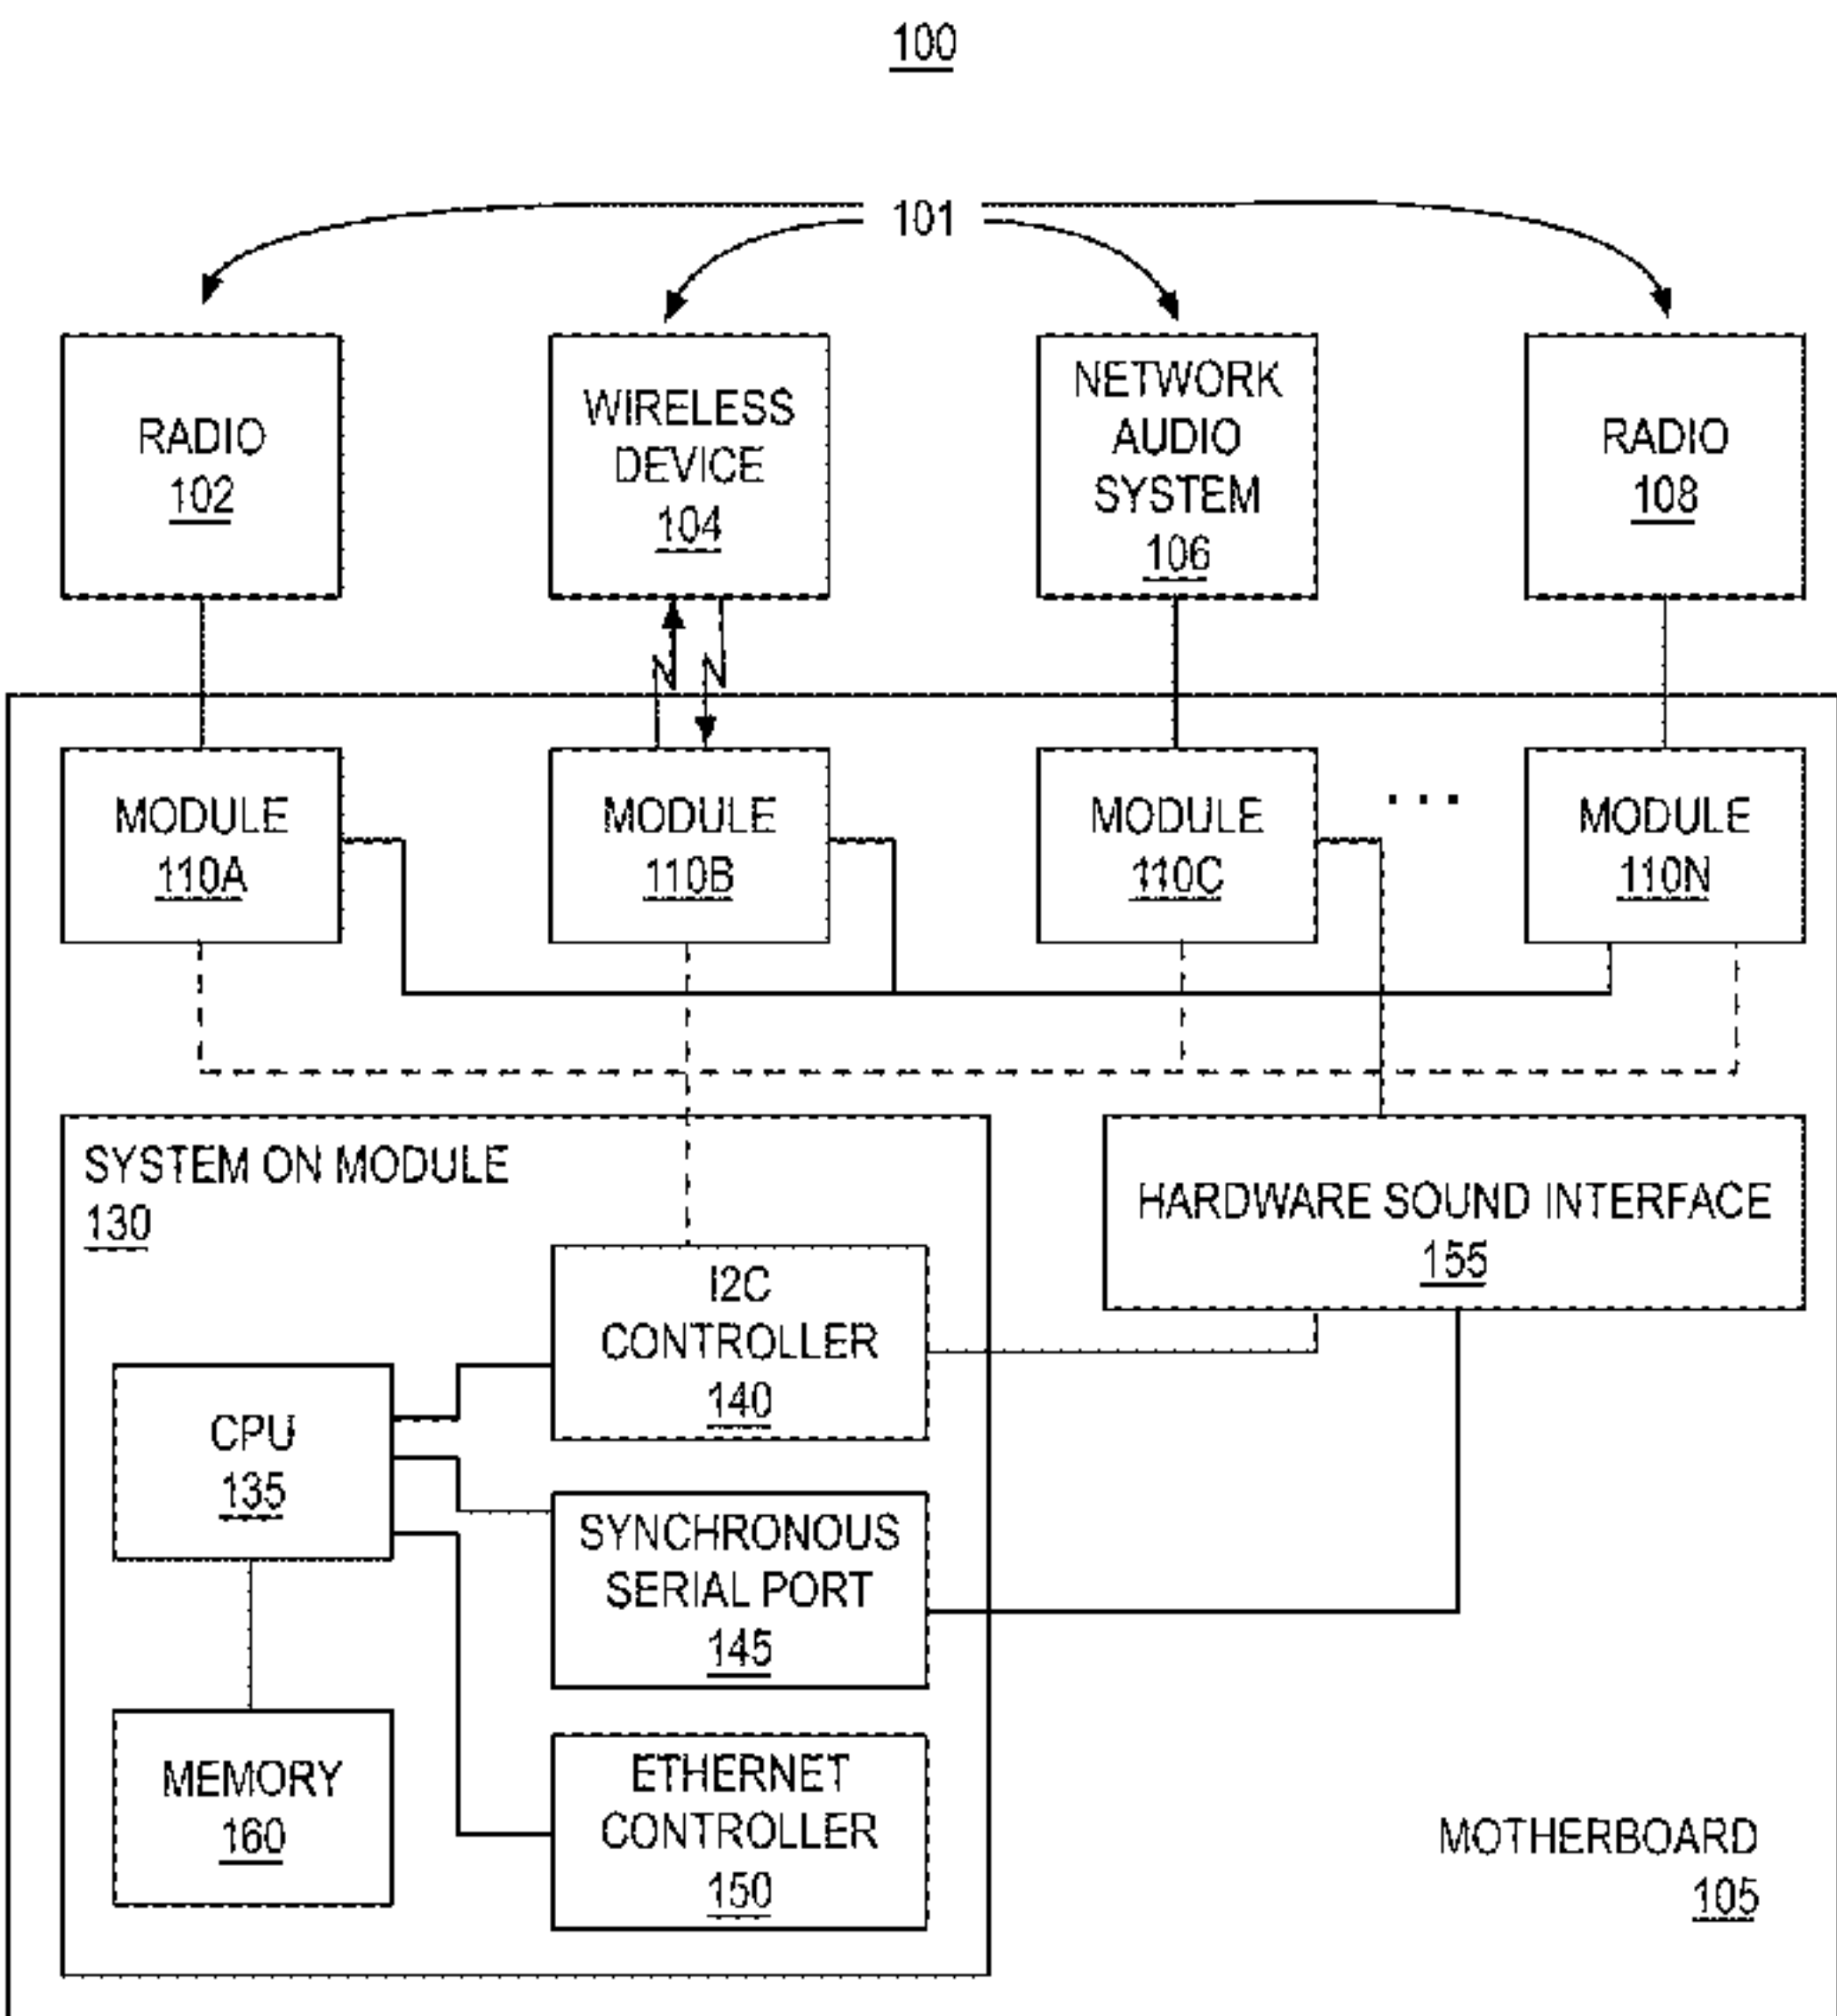 100
101
RADIO
102
WIRELESS
DEVICE
104
NETWORK
AUDIO
SYSTEM
106
RADIO
108
MODULE
110A
MODULE
110B
MODULE
110C
...
MODULE
110N
SYSTEM ON MODULE
130
HARDWARE SOUND INTERFACE
155
I2C
CONTROLLER
140
CPU
135
SYNCHRONOUS
SERIAL PORT
145
MEMORY
160
ETHERNET
CONTROLLER
150
MOTHERBOARD
105